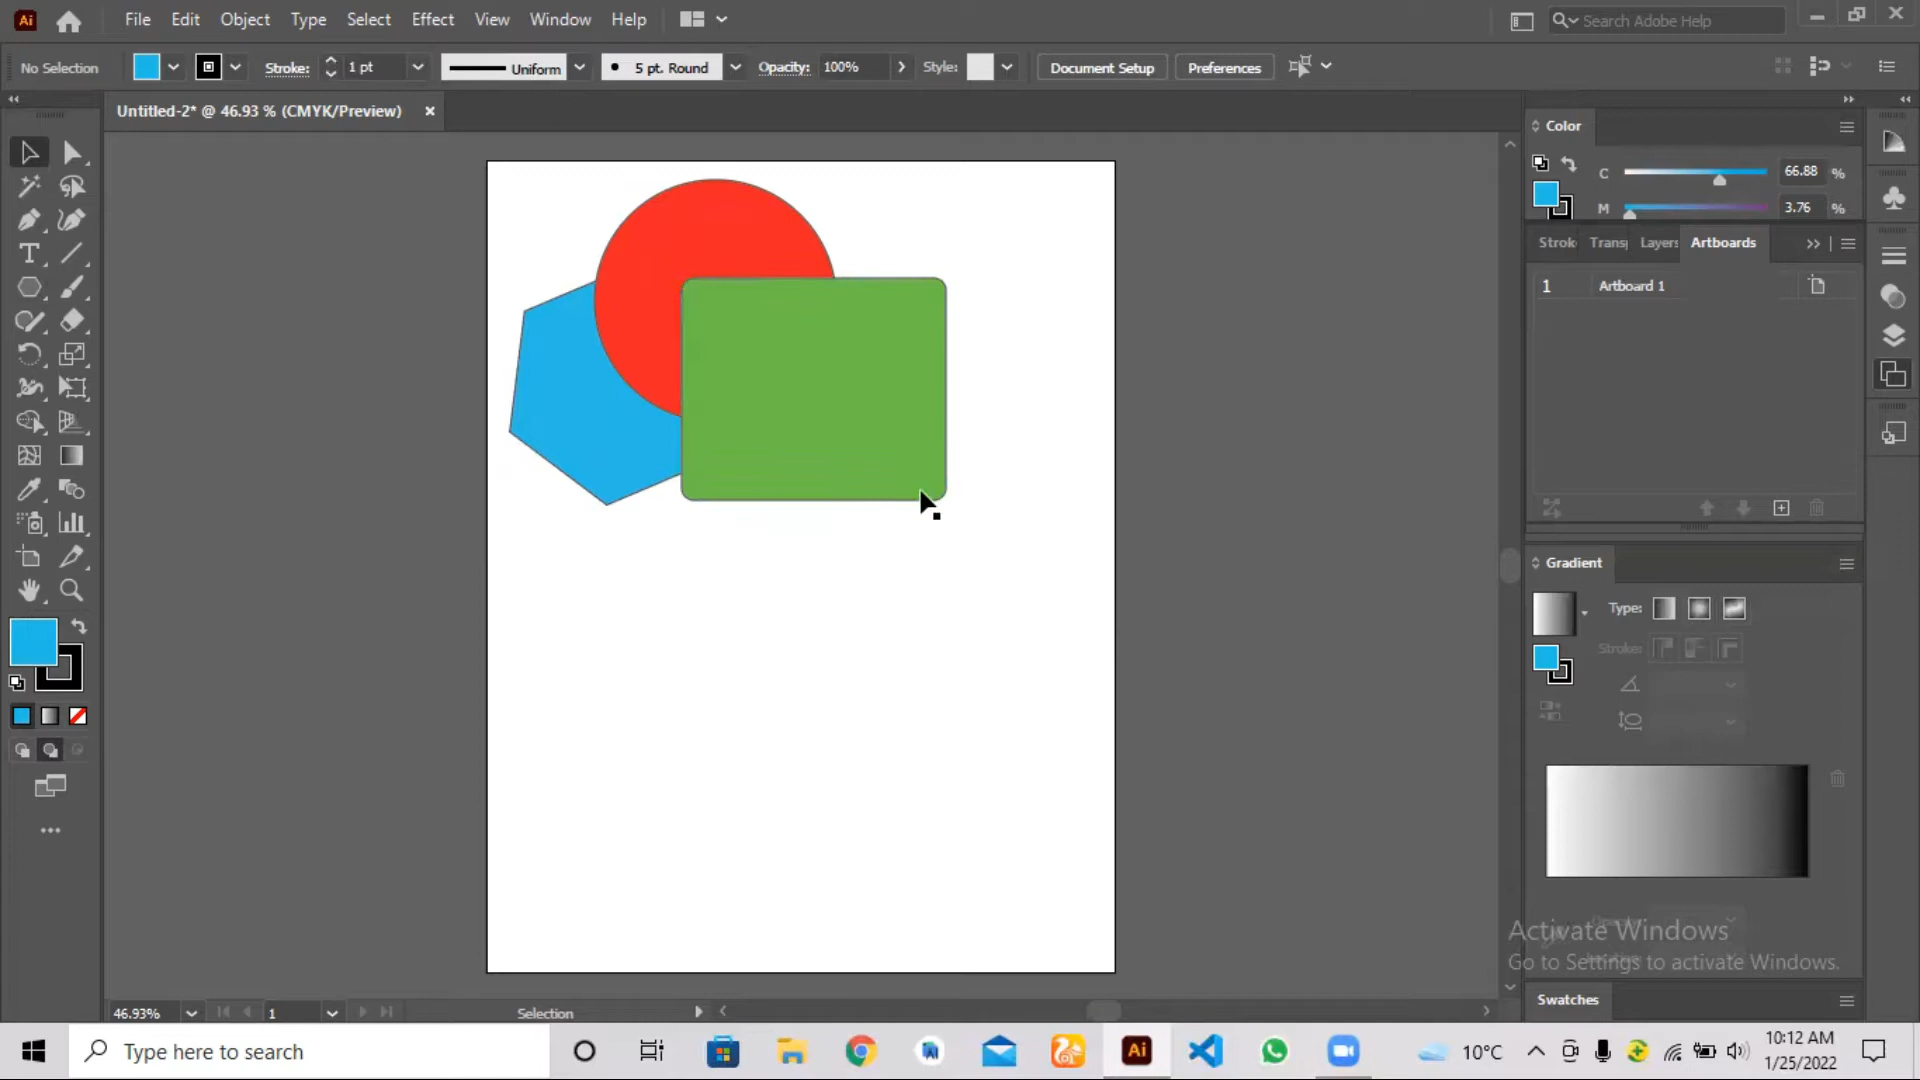 Ai File Edit Object Type Select Effect View Window Help Search Adobe Help
No Selection Stroke: 1 pt Uniform 5 pt. Round Opacity: 100% Style: Document Setup Preferences
Untitled-2* @ 46.93 % (CMYK/Preview)
Color
C 66.88 %
M 3.76 %
Strok Trans Layers Artboards
1 Artboard 1
Gradient
Type:
Stroke:
Activate Windows
Go to Settings to activate Windows.
Swatches
46.93% 1 Selection
Type here to search
Ai
10°C
10:12 AM
1/25/2022